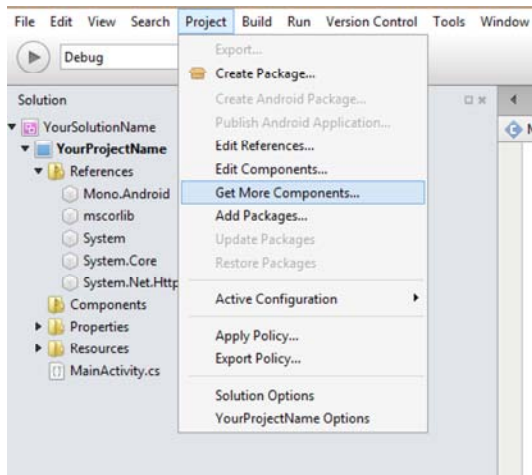 File Edit View Search Project Build Run Version Control Tools Window
Debug
Export...
Create Package...
Create Android Package...
Publish Android Application...
Edit References...
Edit Components...
Get More Components...
Add Packages...
Update Packages
Restore Packages
Active Configuration
Apply Policy...
Export Policy...
Solution Options
YourProjectName Options
Solution
YourSolutionName
YourProjectName
References
Mono.Android
mscorlib
System
System.Core
System.Net.Http
Components
Properties
Resources
MainActivity.cs